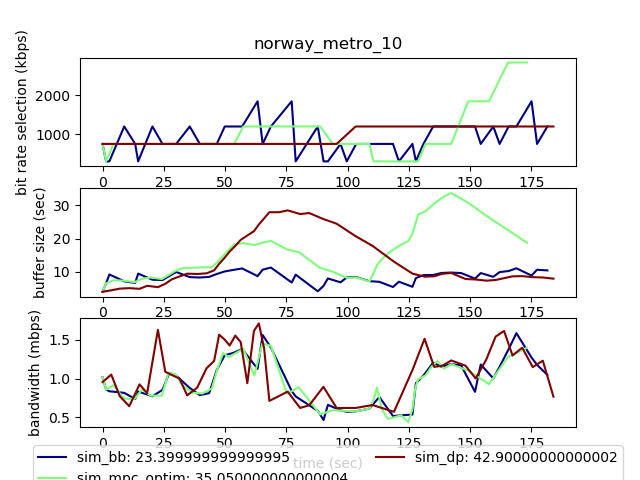 norway_metro_10
bit rate selection (kbps)
2000
1000
0 25 50 75 100 125 150 175
buffer size (sec)
30
20
10
0 25 50 75 100 125 150 175
bandwidth (mbps)
1.5
1.0
0.5
0 25 50 75 100 125 150 175
time (sec)
sim_bb: 23.399999999999995
sim_dp: 42.90000000000002
sim_mpc_optim: 35.050000000000004